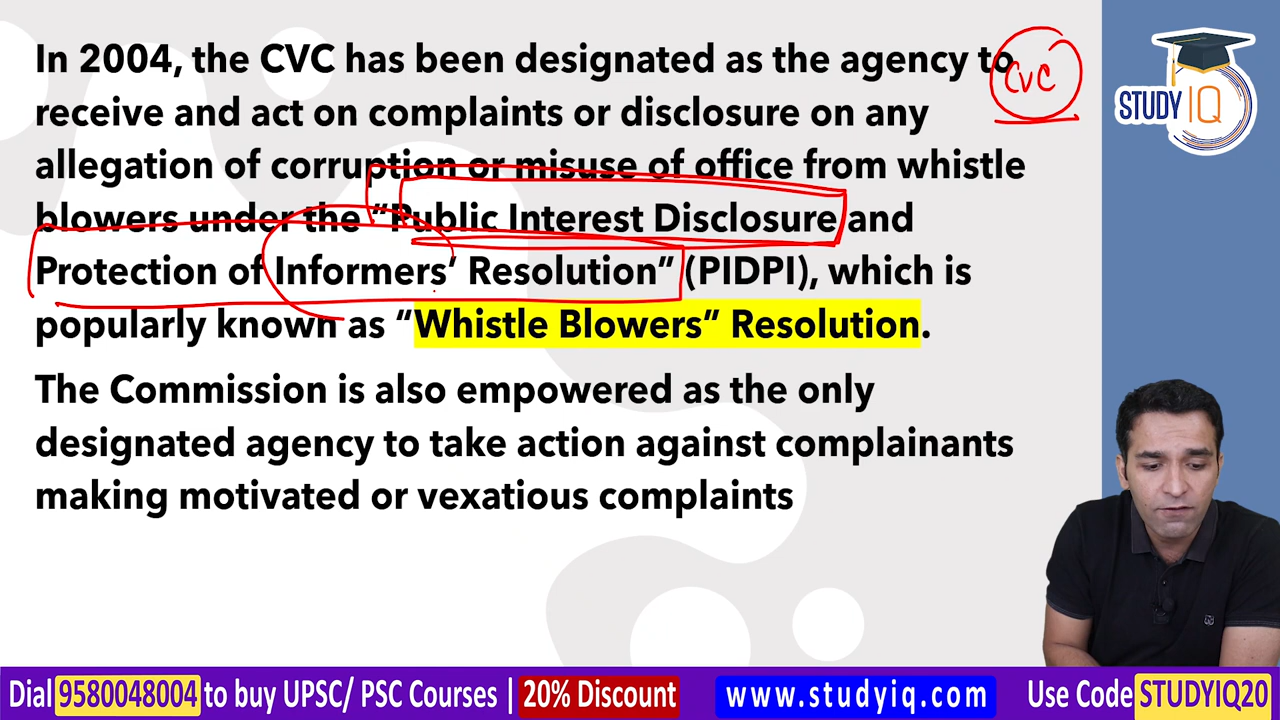 In 2004, the CVC has been designated as the agency to
CVC
receive and act on complaints or disclosure on any
allegation of corruption or misuse of office from whistle
blowers under the “Public Interest Disclosure and
Protection of Informers’ Resolution” (PIDPI), which is
popularly known as “Whistle Blowers” Resolution.
The Commission is also empowered as the only
designated agency to take action against complainants
making motivated or vexatious complaints
STUDY IQ
Dial 9580048004 to buy UPSC/ PSC Courses | 20% Discount www.studyiq.com Use Code STUDYIQ20